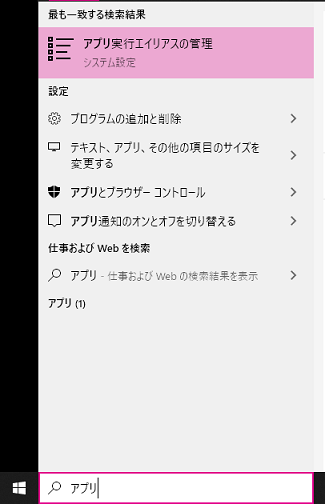 最も一致する検索結果
アプリ実行エイリアスの管理
システム設定
設定
プログラムの追加と削除
テキスト、アプリ、その他の項目のサイズを
変更する
アプリとブラウザー コントロール
アプリ通知のオンとオフを切り替える
仕事および Web を検索
アプリ - 仕事および Web の検索結果を表示
アプリ (1)
アプリ